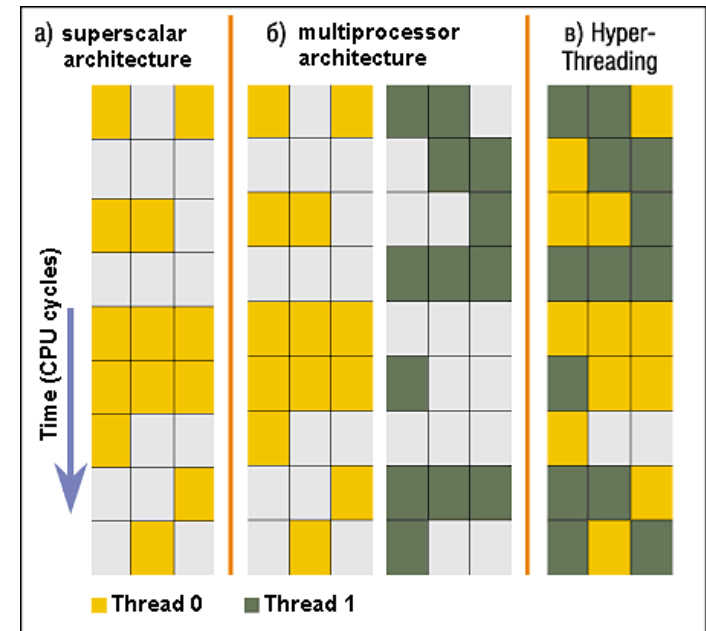 а) superscalar
architecture
б) multiprocessor
architecture
в) Hyper-
Threading
Time (CPU cycles)
Thread 0
Thread 1